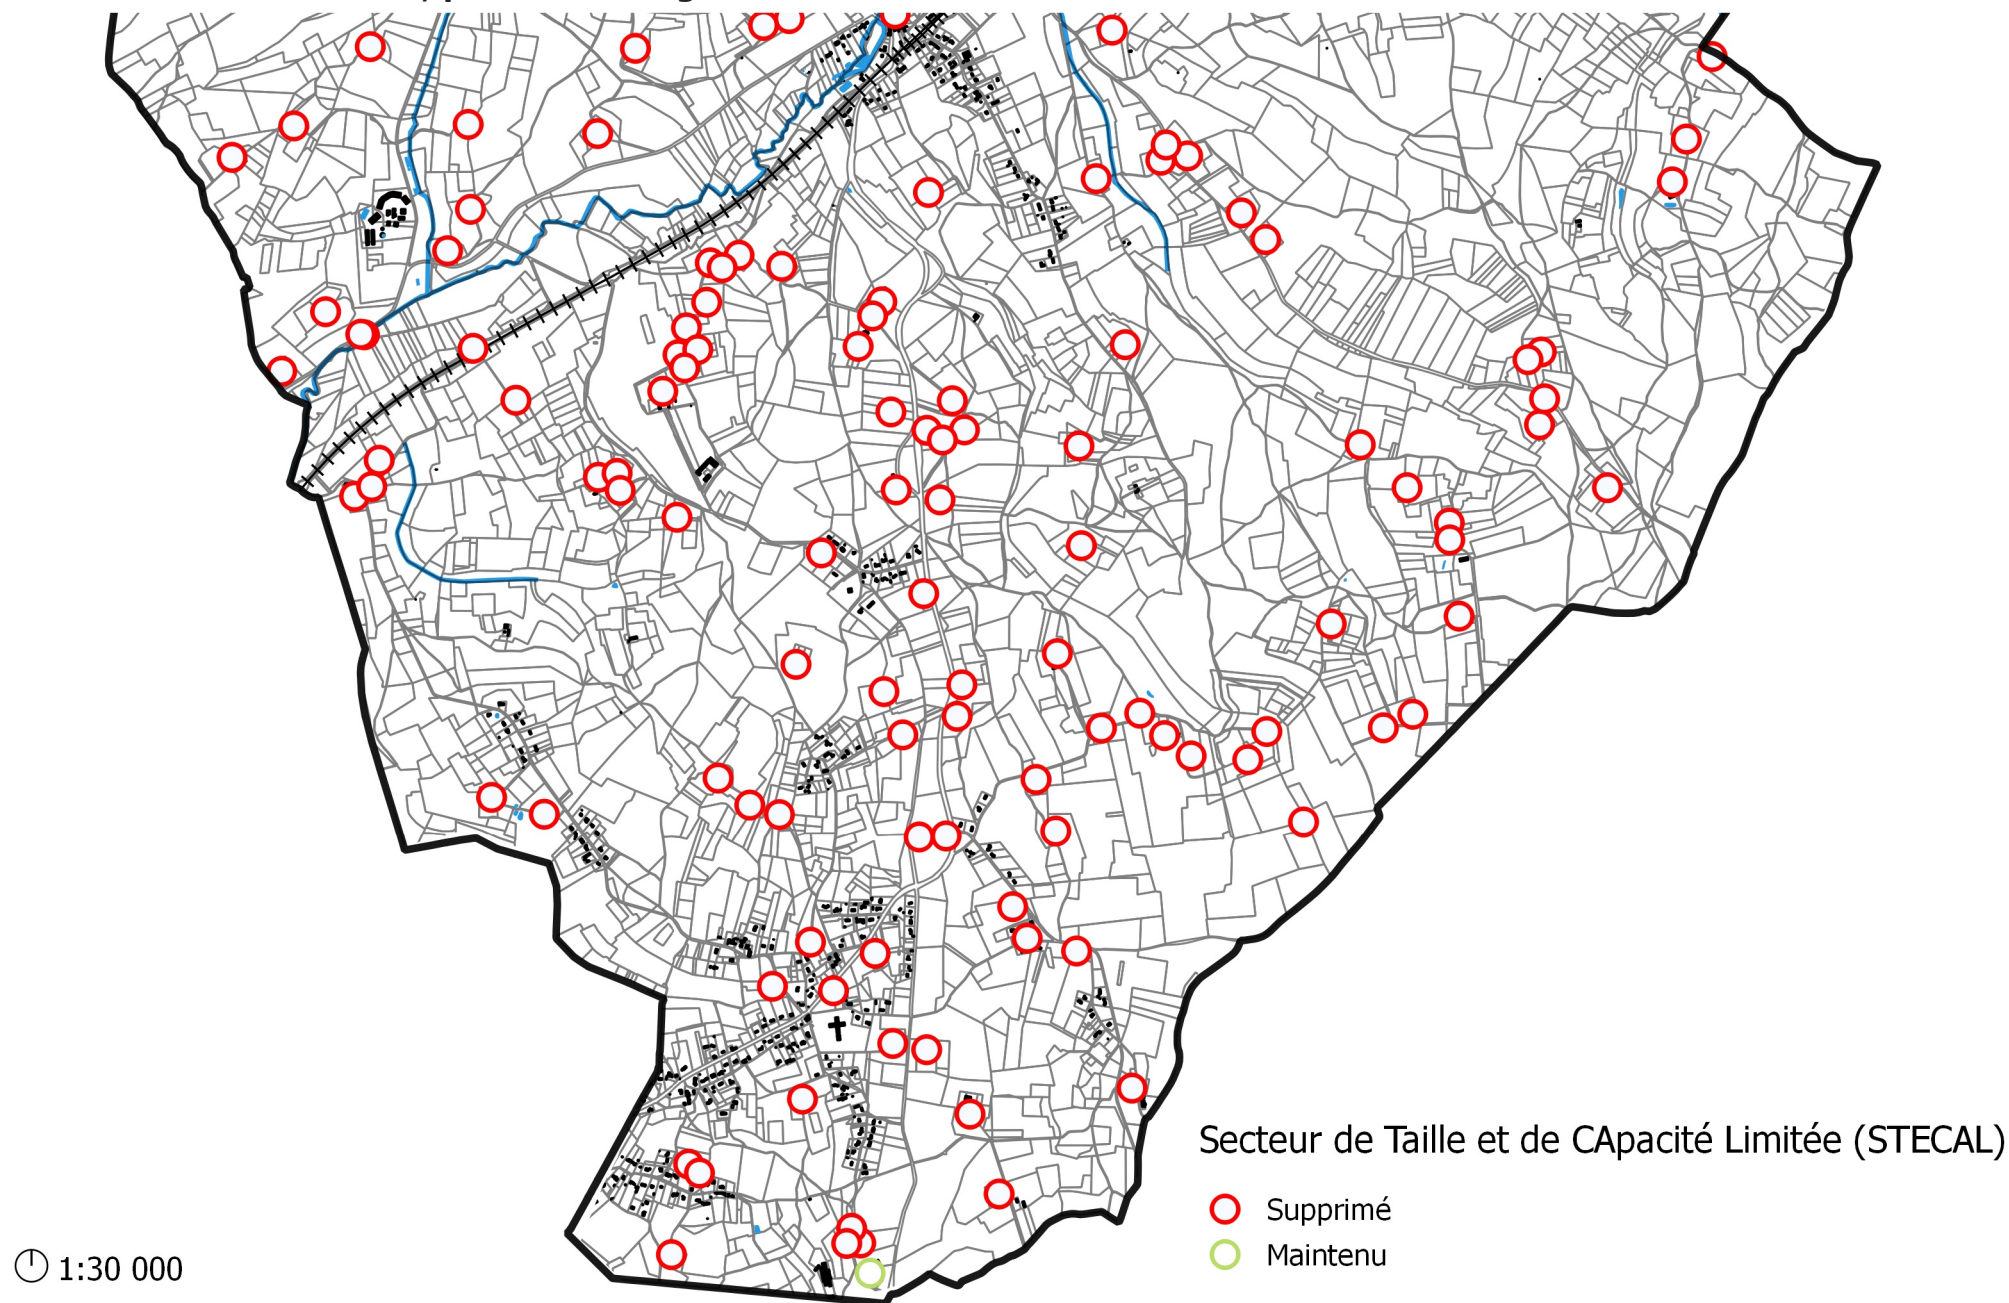 Secteur de Taille et de CApacité Limitée (STECAL)
Supprimé
Maintenu
1:30 000